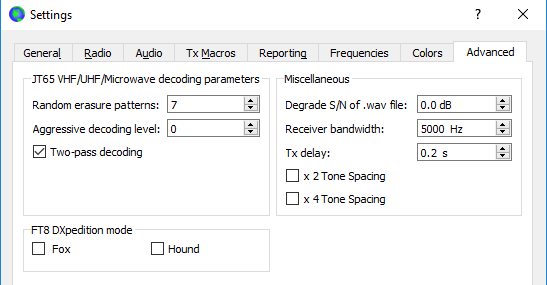 Settings
General Radio Audio Tx Macros Reporting Frequencies Colors Advanced
JT65 VHF/UHF/Microwave decoding parameters
Random erasure patterns: 7
Aggressive decoding level: 0
Two-pass decoding
Miscellaneous
Degrade S/N of .wav file: 0.0 dB
Receiver bandwidth: 5000 Hz
Tx delay: 0.2 s
x 2 Tone Spacing
x 4 Tone Spacing
FT8 DXpedition mode
Fox Hound